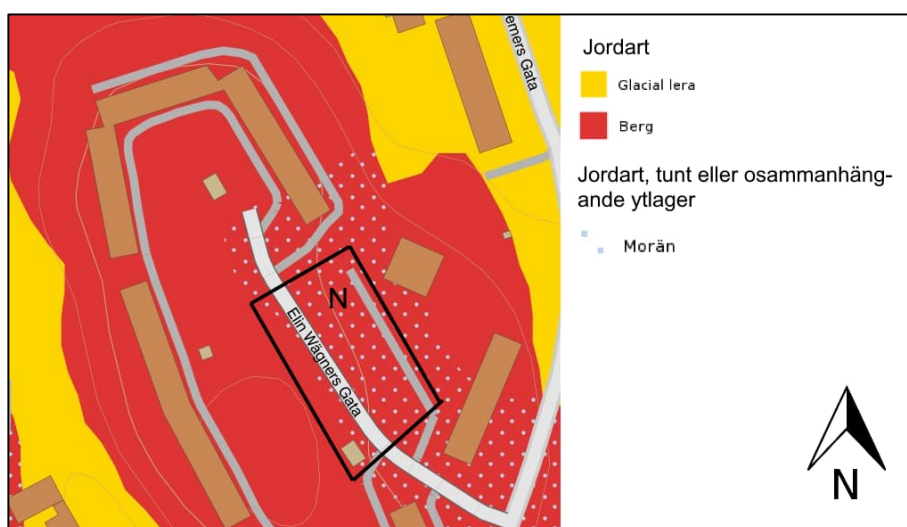 emers Gata
N
Elin Wägners Gata
Jordart
Glacial lera
Berg
Jordart, tunt eller osammanhäng-
ande ytlager
Morän
N